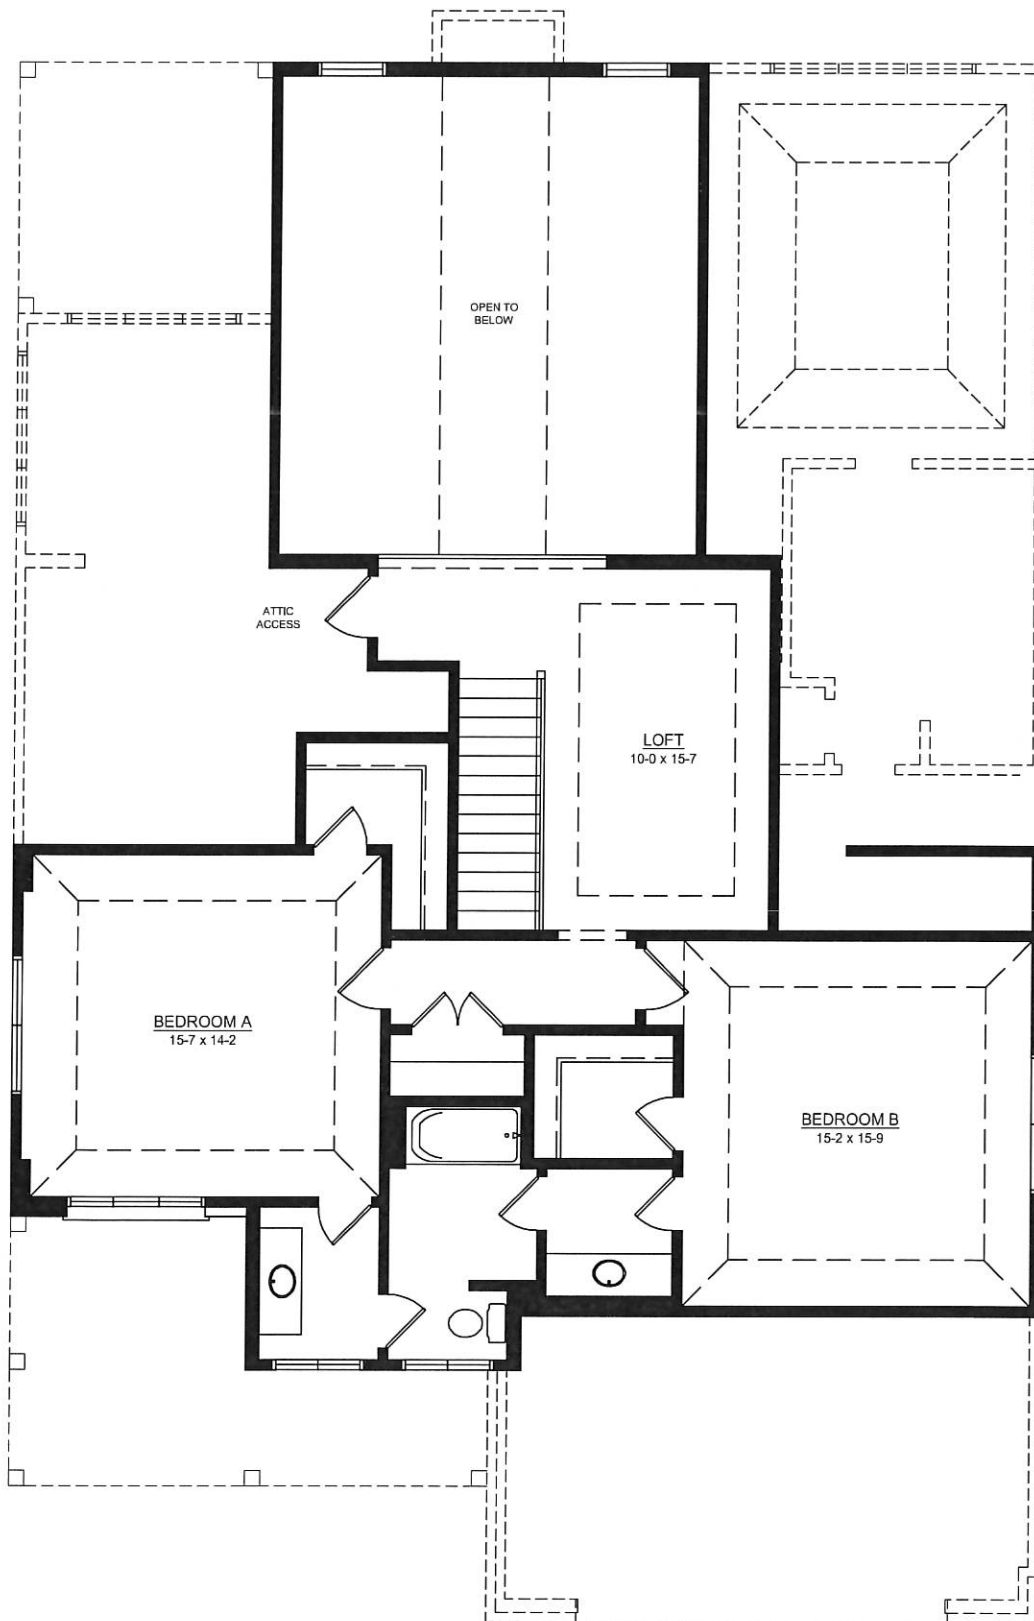 OPEN TO
BELOW
ATTIC
ACCESS
LOFT
10-0 x 15-7
BEDROOM A
15-7 x 14-2
BEDROOM B
15-2 x 15-9